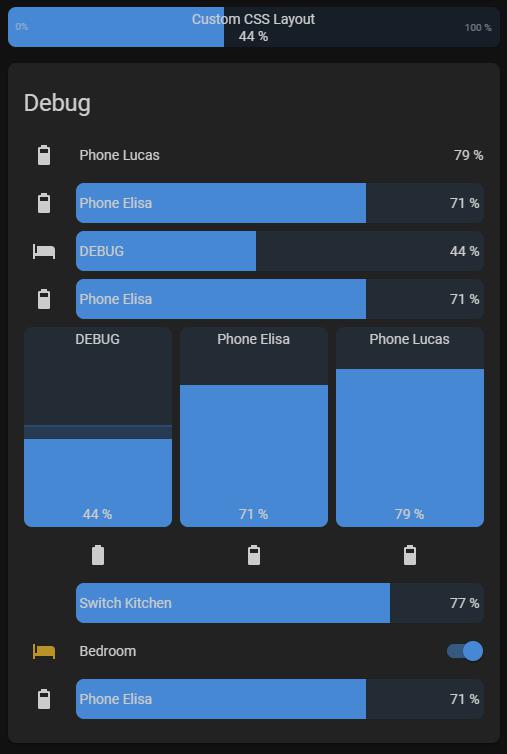 Custom CSS Layout
0% 44 % 100 %
Debug
Phone Lucas 79 %
Phone Elisa 71 %
DEBUG 44 %
Phone Elisa 71 %
DEBUG Phone Elisa Phone Lucas
44 % 71 % 79 %
Switch Kitchen 77 %
Bedroom
Phone Elisa 71 %